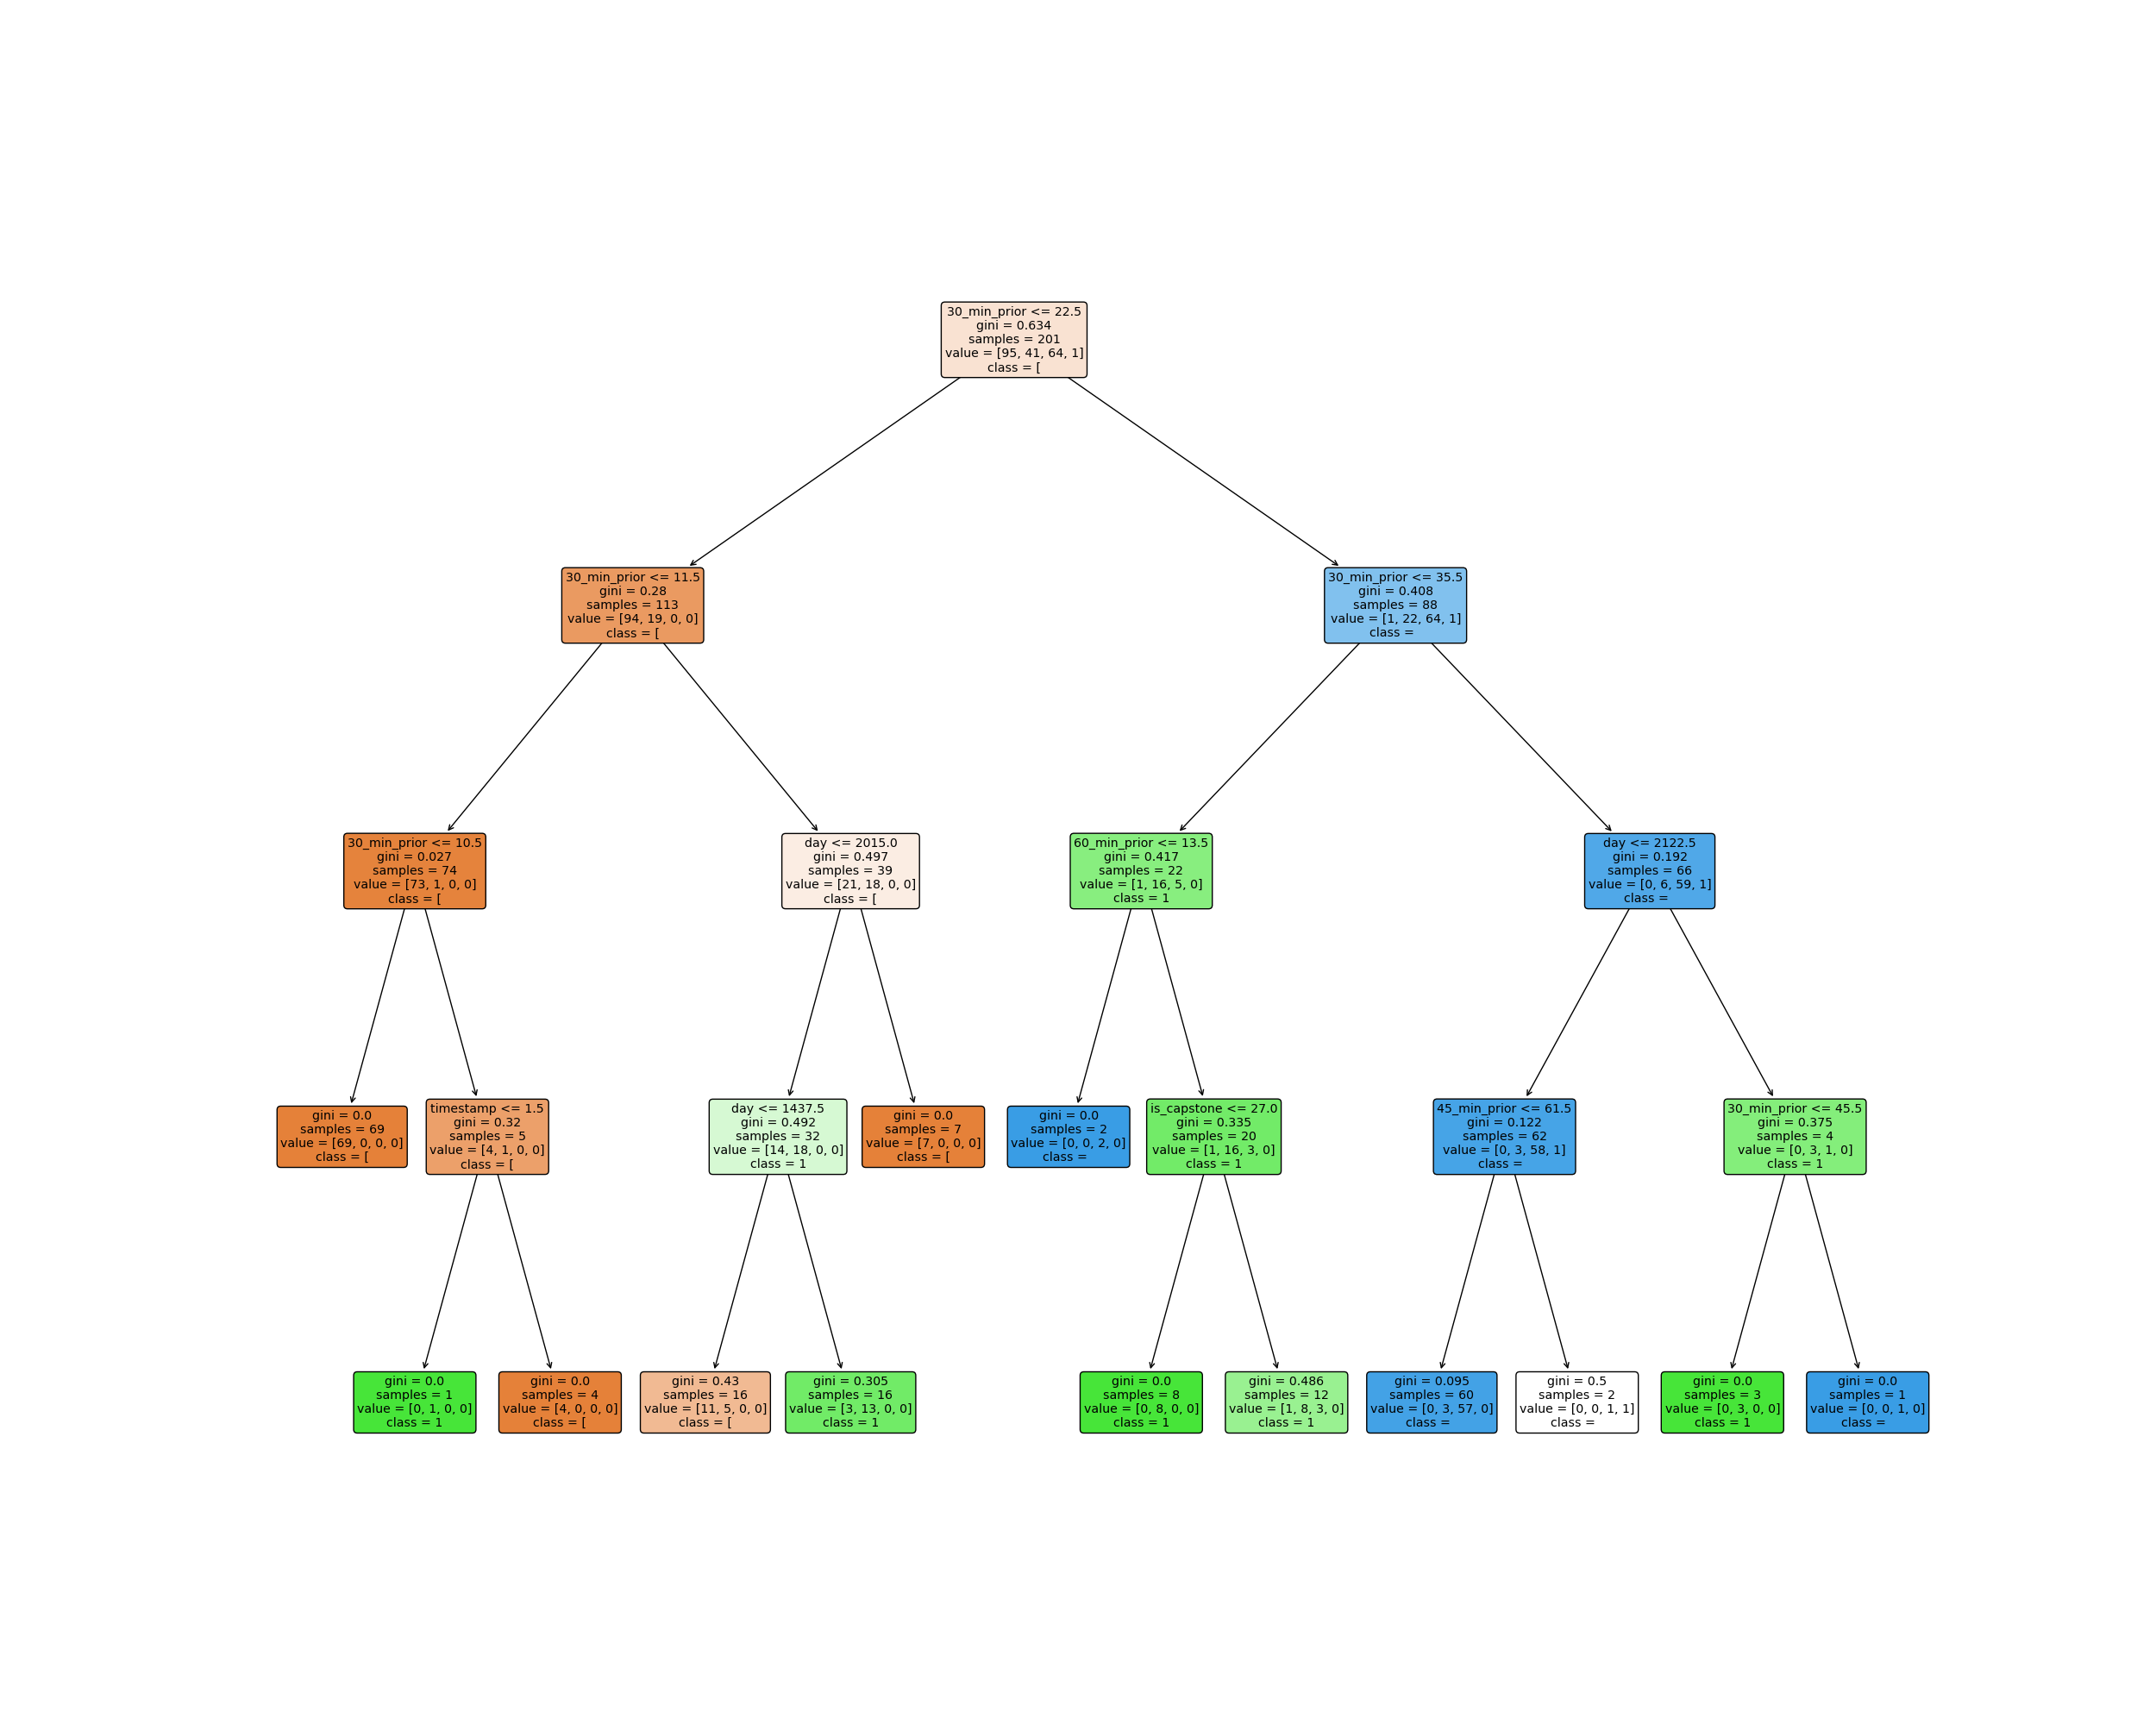 30_min_prior <= 22.5
gini = 0.634
samples = 201
value = [95, 41, 64, 1]
class = [
30_min_prior <= 11.5
gini = 0.28
samples = 113
value = [94, 19, 0, 0]
class = [
30_min_prior <= 35.5
gini = 0.408
samples = 88
value = [1, 22, 64, 1]
class =
30_min_prior <= 10.5
gini = 0.027
samples = 74
value = [73, 1, 0, 0]
class = [
day <= 2015.0
gini = 0.497
samples = 39
value = [21, 18, 0, 0]
class = [
60_min_prior <= 13.5
gini = 0.417
samples = 22
value = [1, 16, 5, 0]
class = 1
day <= 2122.5
gini = 0.192
samples = 66
value = [0, 6, 59, 1]
class =
gini = 0.0
samples = 69
value = [69, 0, 0, 0]
class = [
timestamp <= 1.5
gini = 0.32
samples = 5
value = [4, 1, 0, 0]
class = [
day <= 1437.5
gini = 0.492
samples = 32
value = [14, 18, 0, 0]
class = 1
gini = 0.0
samples = 7
value = [7, 0, 0, 0]
class = [
gini = 0.0
samples = 2
value = [0, 0, 2, 0]
class =
is_capstone <= 27.0
gini = 0.335
samples = 20
value = [1, 16, 3, 0]
class = 1
45_min_prior <= 61.5
gini = 0.122
samples = 62
value = [0, 3, 58, 1]
class =
30_min_prior <= 45.5
gini = 0.375
samples = 4
value = [0, 3, 1, 0]
class = 1
gini = 0.0
samples = 1
value = [0, 1, 0, 0]
class = 1
gini = 0.0
samples = 4
value = [4, 0, 0, 0]
class = [
gini = 0.43
samples = 16
value = [11, 5, 0, 0]
class = [
gini = 0.305
samples = 16
value = [3, 13, 0, 0]
class = 1
gini = 0.0
samples = 8
value = [0, 8, 0, 0]
class = 1
gini = 0.486
samples = 12
value = [1, 8, 3, 0]
class = 1
gini = 0.095
samples = 60
value = [0, 3, 57, 0]
class =
gini = 0.5
samples = 2
value = [0, 0, 1, 1]
class =
gini = 0.0
samples = 3
value = [0, 3, 0, 0]
class = 1
gini = 0.0
samples = 1
value = [0, 0, 1, 0]
class =